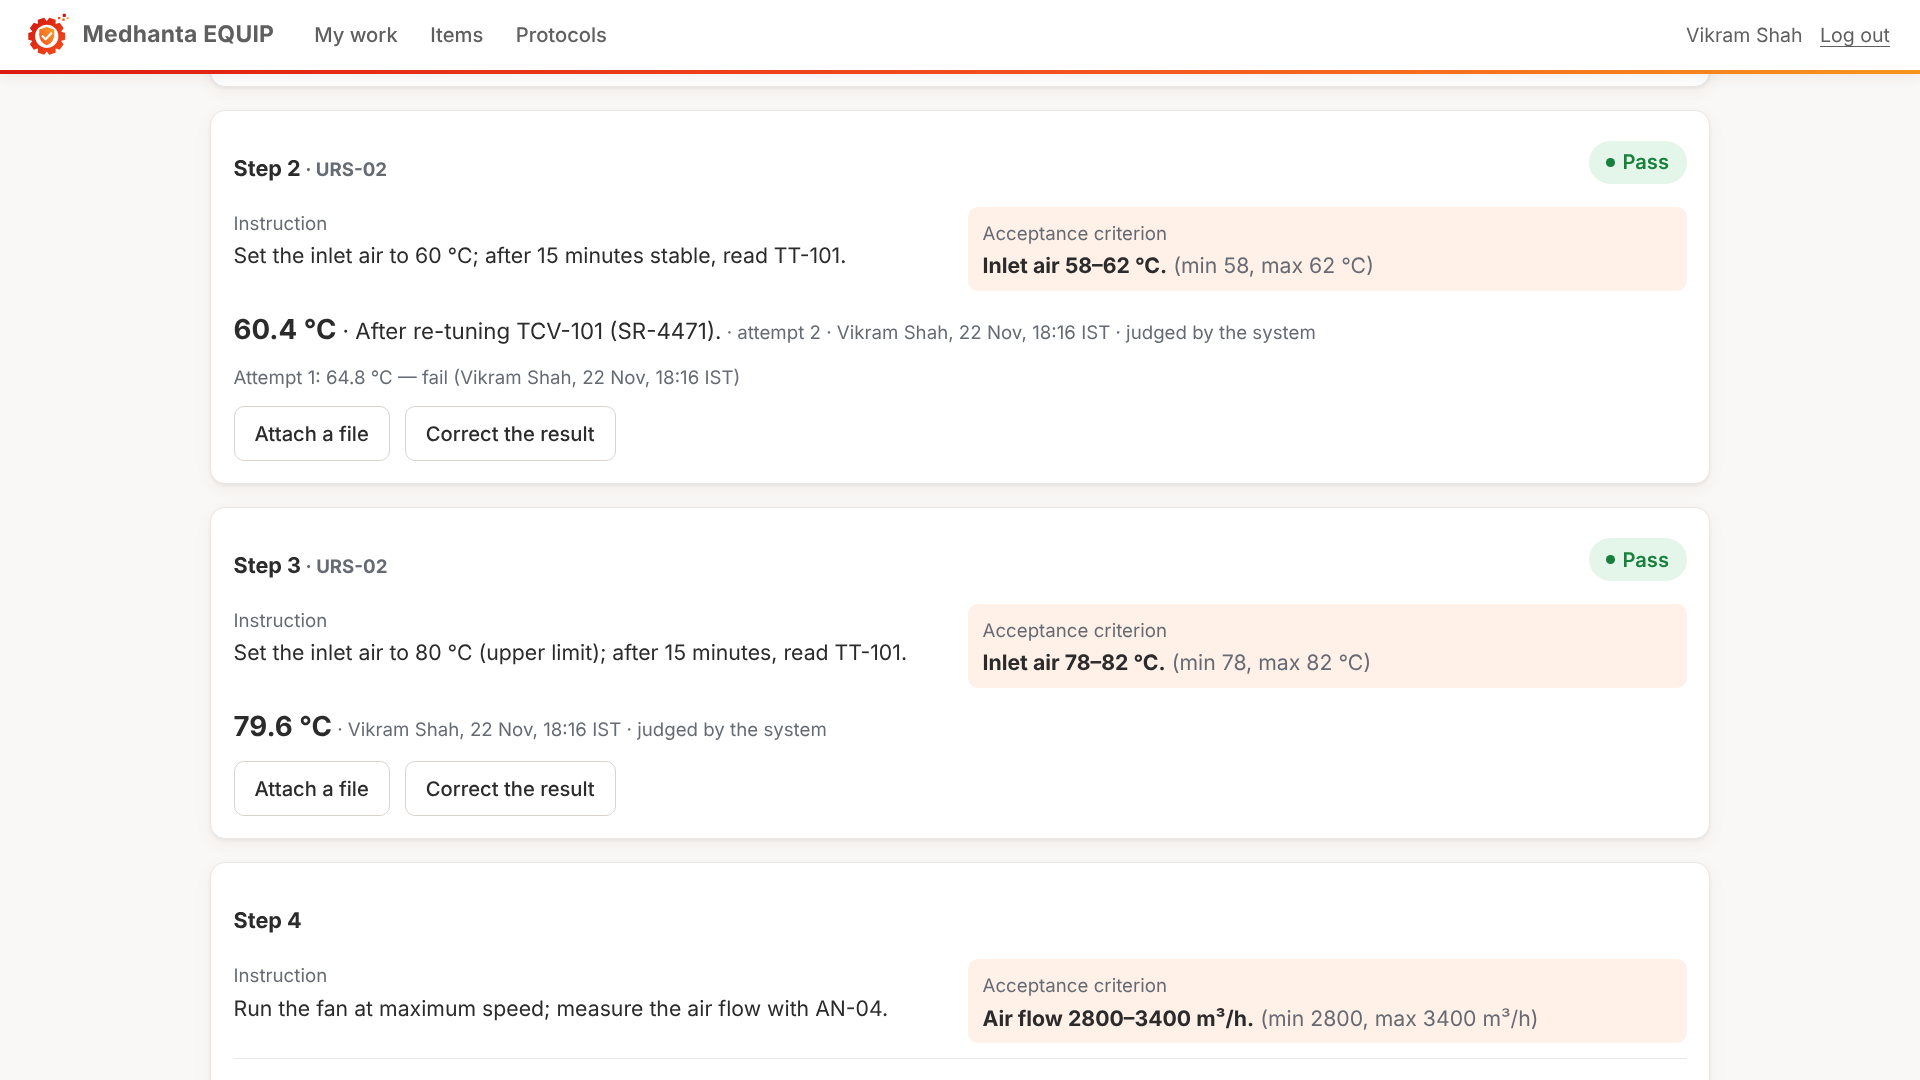 Medhanta EQUIP My work Items Protocols Vikram Shah Log out
Step 2 · URS-02 Pass
Instruction
Set the inlet air to 60 °C; after 15 minutes stable, read TT-101.
Acceptance criterion
Inlet air 58–62 °C. (min 58, max 62 °C)
60.4 °C · After re-tuning TCV-101 (SR-4471). · attempt 2 · Vikram Shah, 22 Nov, 18:16 IST · judged by the system
Attempt 1: 64.8 °C — fail (Vikram Shah, 22 Nov, 18:16 IST)
Attach a file Correct the result
Step 3 · URS-02 Pass
Instruction
Set the inlet air to 80 °C (upper limit); after 15 minutes, read TT-101.
Acceptance criterion
Inlet air 78–82 °C. (min 78, max 82 °C)
79.6 °C · Vikram Shah, 22 Nov, 18:16 IST · judged by the system
Attach a file Correct the result
Step 4
Instruction
Run the fan at maximum speed; measure the air flow with AN-04.
Acceptance criterion
Air flow 2800–3400 m³/h. (min 2800, max 3400 m³/h)